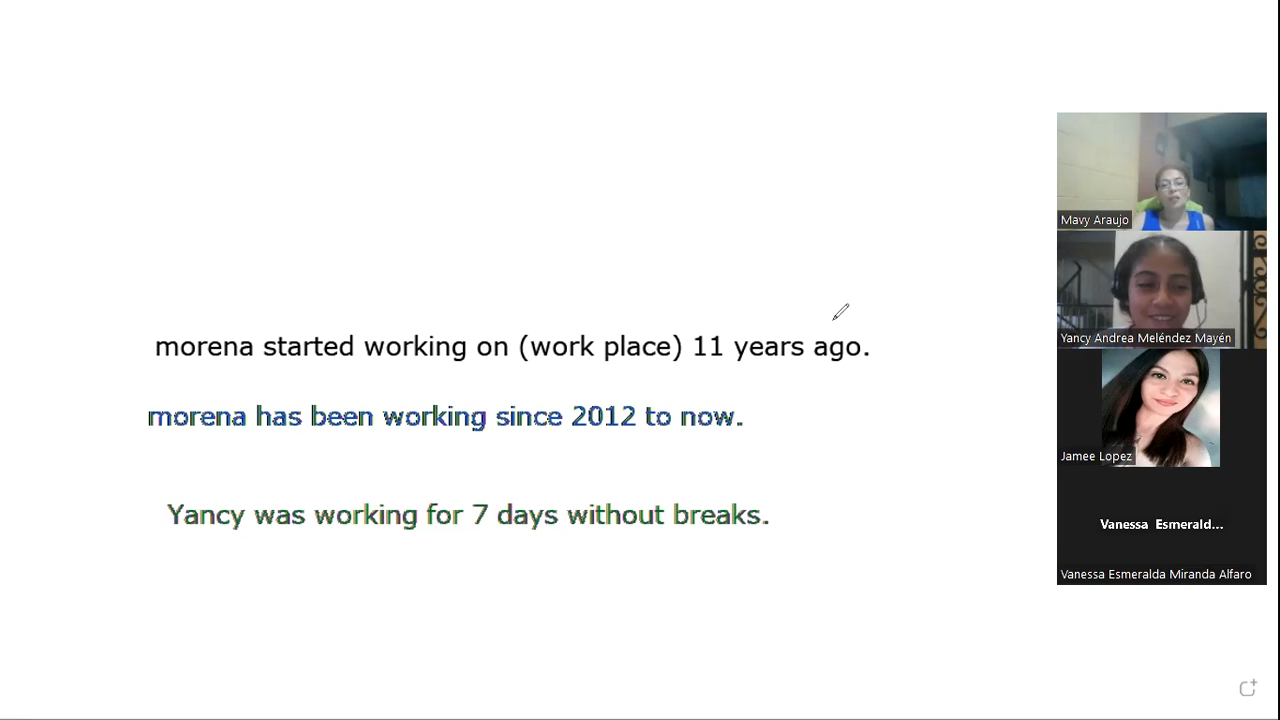 morena started working on (work place) 11 years ago.
morena has been working since 2012 to now.
Yancy was working for 7 days without breaks.
Mavy Araujo
Yancy Andrea Meléndez Mayén
Jamee Lopez
Vanessa Esmerald...
Vanessa Esmeralda Miranda Alfaro